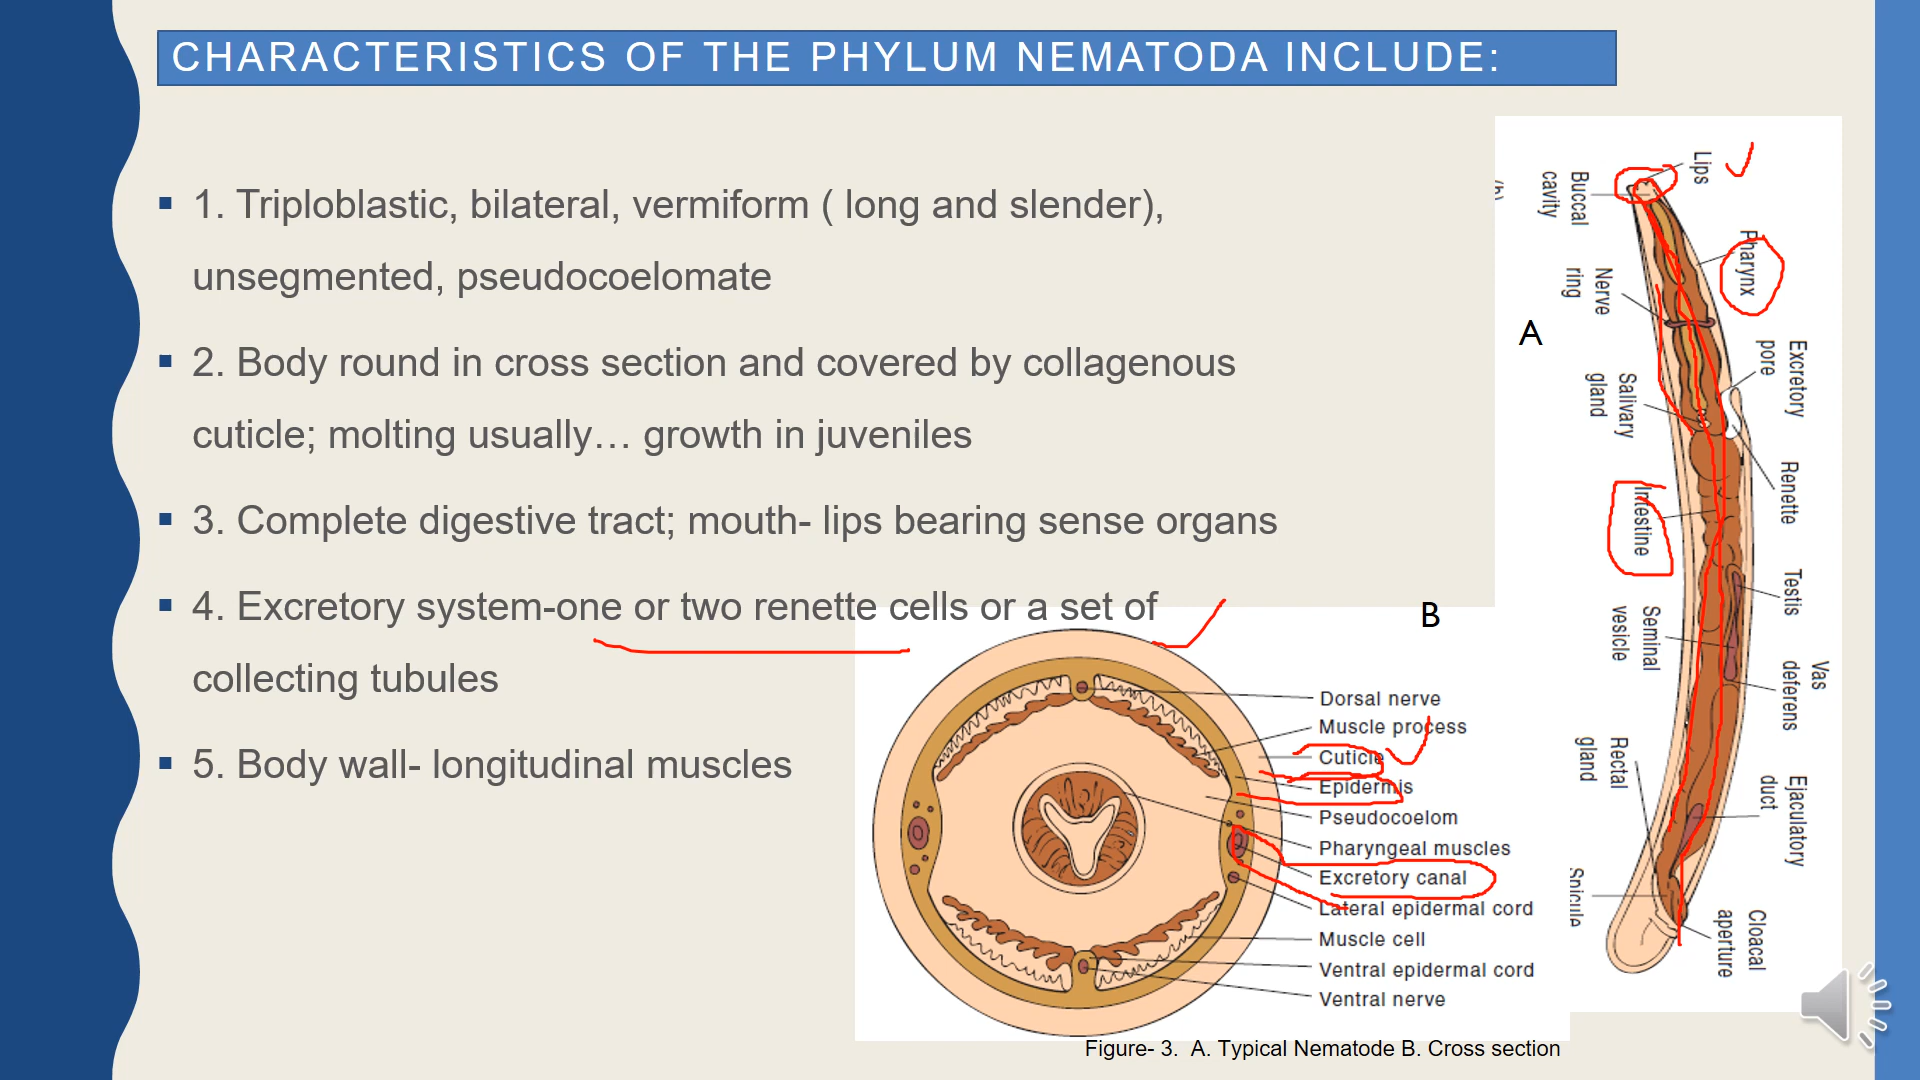 CHARACTERISTICS OF THE PHYLUM NEMATODA INCLUDE:
1. Triploblastic, bilateral, vermiform ( long and slender),
unsegmented, pseudocoelomate
2. Body round in cross section and covered by collagenous
cuticle; molting usually… growth in juveniles
3. Complete digestive tract; mouth- lips bearing sense organs
4. Excretory system-one or two renette cells or a set of
collecting tubules
5. Body wall- longitudinal muscles
A
Lips
Buccal
cavity
Pharynx
Nerve
ring
Excretory
pore
Salivary
gland
Renette
Intestine
Testis
Seminal
vesicle
Vas
deferens
Rectal
gland
Ejaculatory
duct
Spicule
Cloacal
aperture
B
Dorsal nerve
Muscle process
Cuticle
Epidermis
Pseudocoelom
Pharyngeal muscles
Excretory canal
Lateral epidermal cord
Muscle cell
Ventral epidermal cord
Ventral nerve
Figure- 3.  A. Typical Nematode B. Cross section